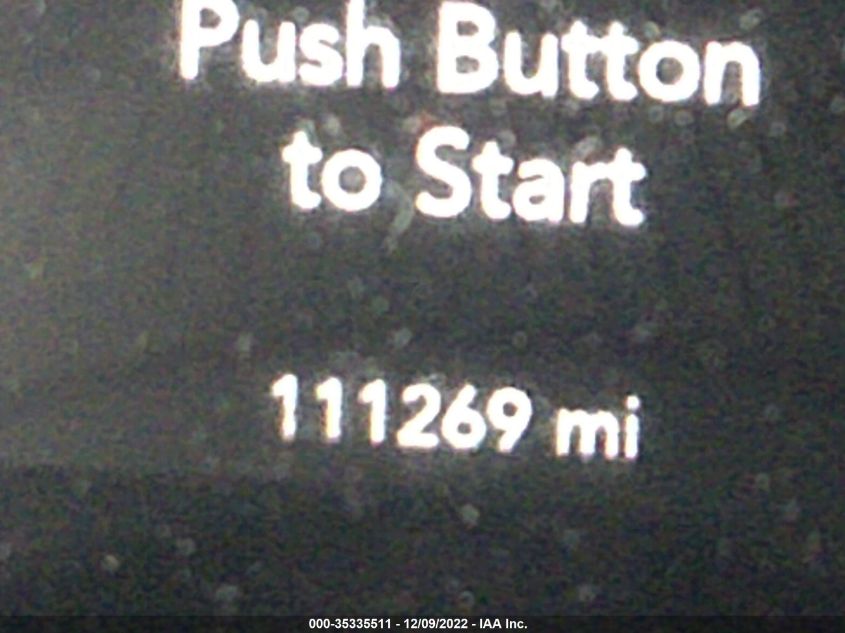 Push Button
to Start
111269 mi
000-35335511 - 12/09/2022 - IAA Inc.